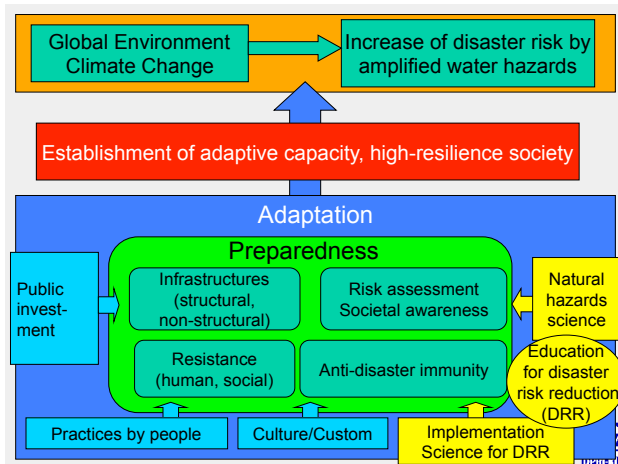 Global Environment
Climate Change
Increase of disaster risk by
amplified water hazards
Establishment of adaptive capacity, high-resilience society
Adaptation
Preparedness
Public
invest-
ment
Infrastructures
(structural,
non-structural)
Risk assessment
Societal awareness
Natural
hazards
science
Resistance
(human, social)
Anti-disaster immunity
Education
for disaster
risk reduction
(DRR)
Practices by people
Culture/Custom
Implementation
Science for DRR